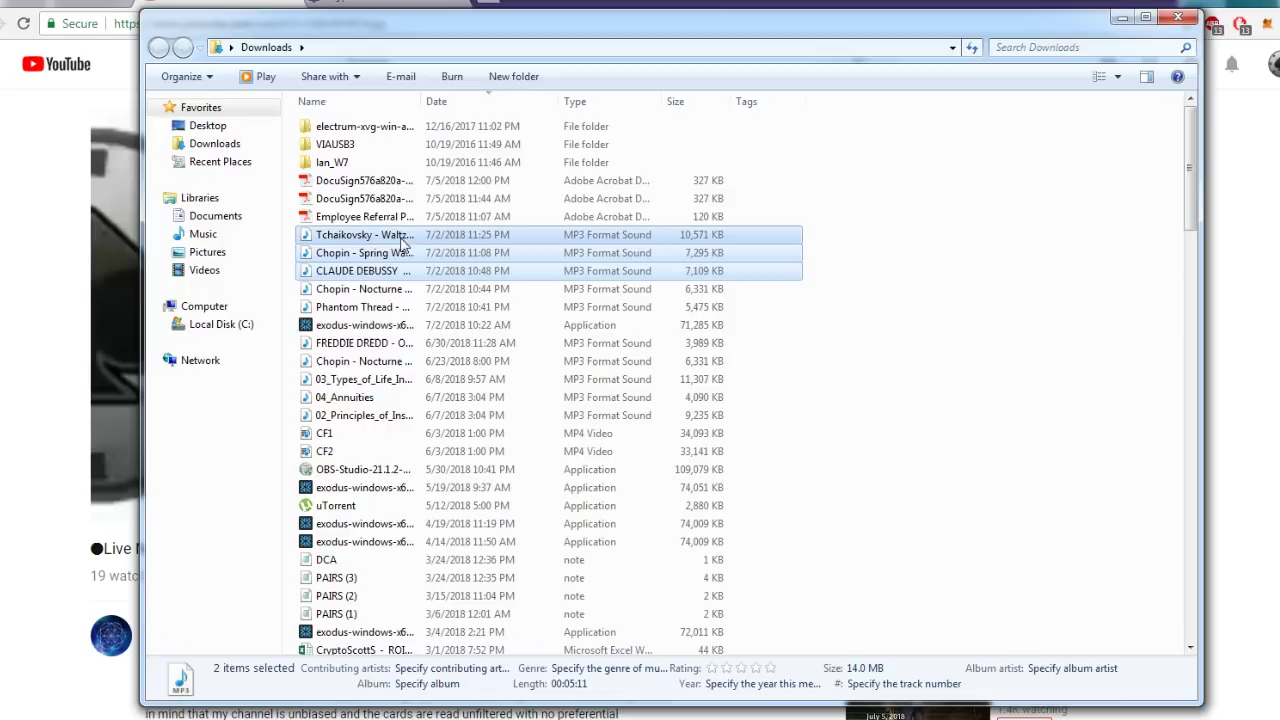 Secure https
13 13
YouTube
Downloads
Search Downloads
Organize Play Share with E-mail Burn New folder
Name Date Type Size Tags
Favorites
Desktop
Downloads
Recent Places
Libraries
Documents
Music
Pictures
Videos
Computer
Local Disk (C:)
Network
electrum-xvg-win-a... 12/16/2017 11:02 PM File folder
VIAUSB3 10/19/2016 11:49 AM File folder
Ian_W7 10/19/2016 11:46 AM File folder
DocuSign576a820a-... 7/5/2018 12:00 PM Adobe Acrobat D... 327 KB
DocuSign576a820a-... 7/5/2018 11:44 AM Adobe Acrobat D... 327 KB
Employee Referral P... 7/5/2018 11:07 AM Adobe Acrobat D... 120 KB
Tchaikovsky - Waltz... 7/2/2018 11:25 PM MP3 Format Sound 10,571 KB
Chopin - Spring Wa... 7/2/2018 11:08 PM MP3 Format Sound 7,295 KB
CLAUDE DEBUSSY ... 7/2/2018 10:48 PM MP3 Format Sound 7,109 KB
Chopin - Nocturne ... 7/2/2018 10:44 PM MP3 Format Sound 6,331 KB
Phantom Thread - ... 7/2/2018 10:41 PM MP3 Format Sound 5,475 KB
exodus-windows-x6... 7/2/2018 10:22 AM Application 71,285 KB
FREDDIE DREDD - O... 6/30/2018 11:28 AM MP3 Format Sound 3,989 KB
Chopin - Nocturne ... 6/23/2018 8:00 PM MP3 Format Sound 6,331 KB
03_Types_of_Life_In... 6/8/2018 9:57 AM MP3 Format Sound 11,307 KB
04_Annuities 6/7/2018 3:04 PM MP3 Format Sound 4,090 KB
02_Principles_of_Ins... 6/7/2018 3:04 PM MP3 Format Sound 9,235 KB
CF1 6/3/2018 1:00 PM MP4 Video 34,093 KB
CF2 6/3/2018 1:00 PM MP4 Video 33,141 KB
OBS-Studio-21.1.2-... 5/30/2018 10:41 PM Application 109,079 KB
exodus-windows-x6... 5/19/2018 9:37 AM Application 74,051 KB
uTorrent 5/12/2018 5:00 PM Application 2,880 KB
exodus-windows-x6... 4/19/2018 11:19 PM Application 74,009 KB
exodus-windows-x6... 4/14/2018 11:50 AM Application 74,009 KB
DCA 3/24/2018 12:36 PM note 1 KB
PAIRS (3) 3/24/2018 12:35 PM note 4 KB
PAIRS (2) 3/15/2018 11:04 PM note 2 KB
PAIRS (1) 3/6/2018 12:01 AM note 2 KB
exodus-windows-x6... 3/4/2018 2:21 PM Application 72,011 KB
CryptoScottS - ROI... 3/1/2018 7:52 PM Microsoft Excel W... 44 KB
Live
19 watc
MP3
2 items selected Contributing artists: Specify contributing art... Genre: Specify the genre of mu... Rating: Size: 14.0 MB Album artist: Specify album artist
Album: Specify album Length: 00:05:11 Year: Specify the year this me... #: Specify the track number
in mind that my channel is unbiased and the cards are read unfiltered with no preferential
July 5, 2018
1.4K watching